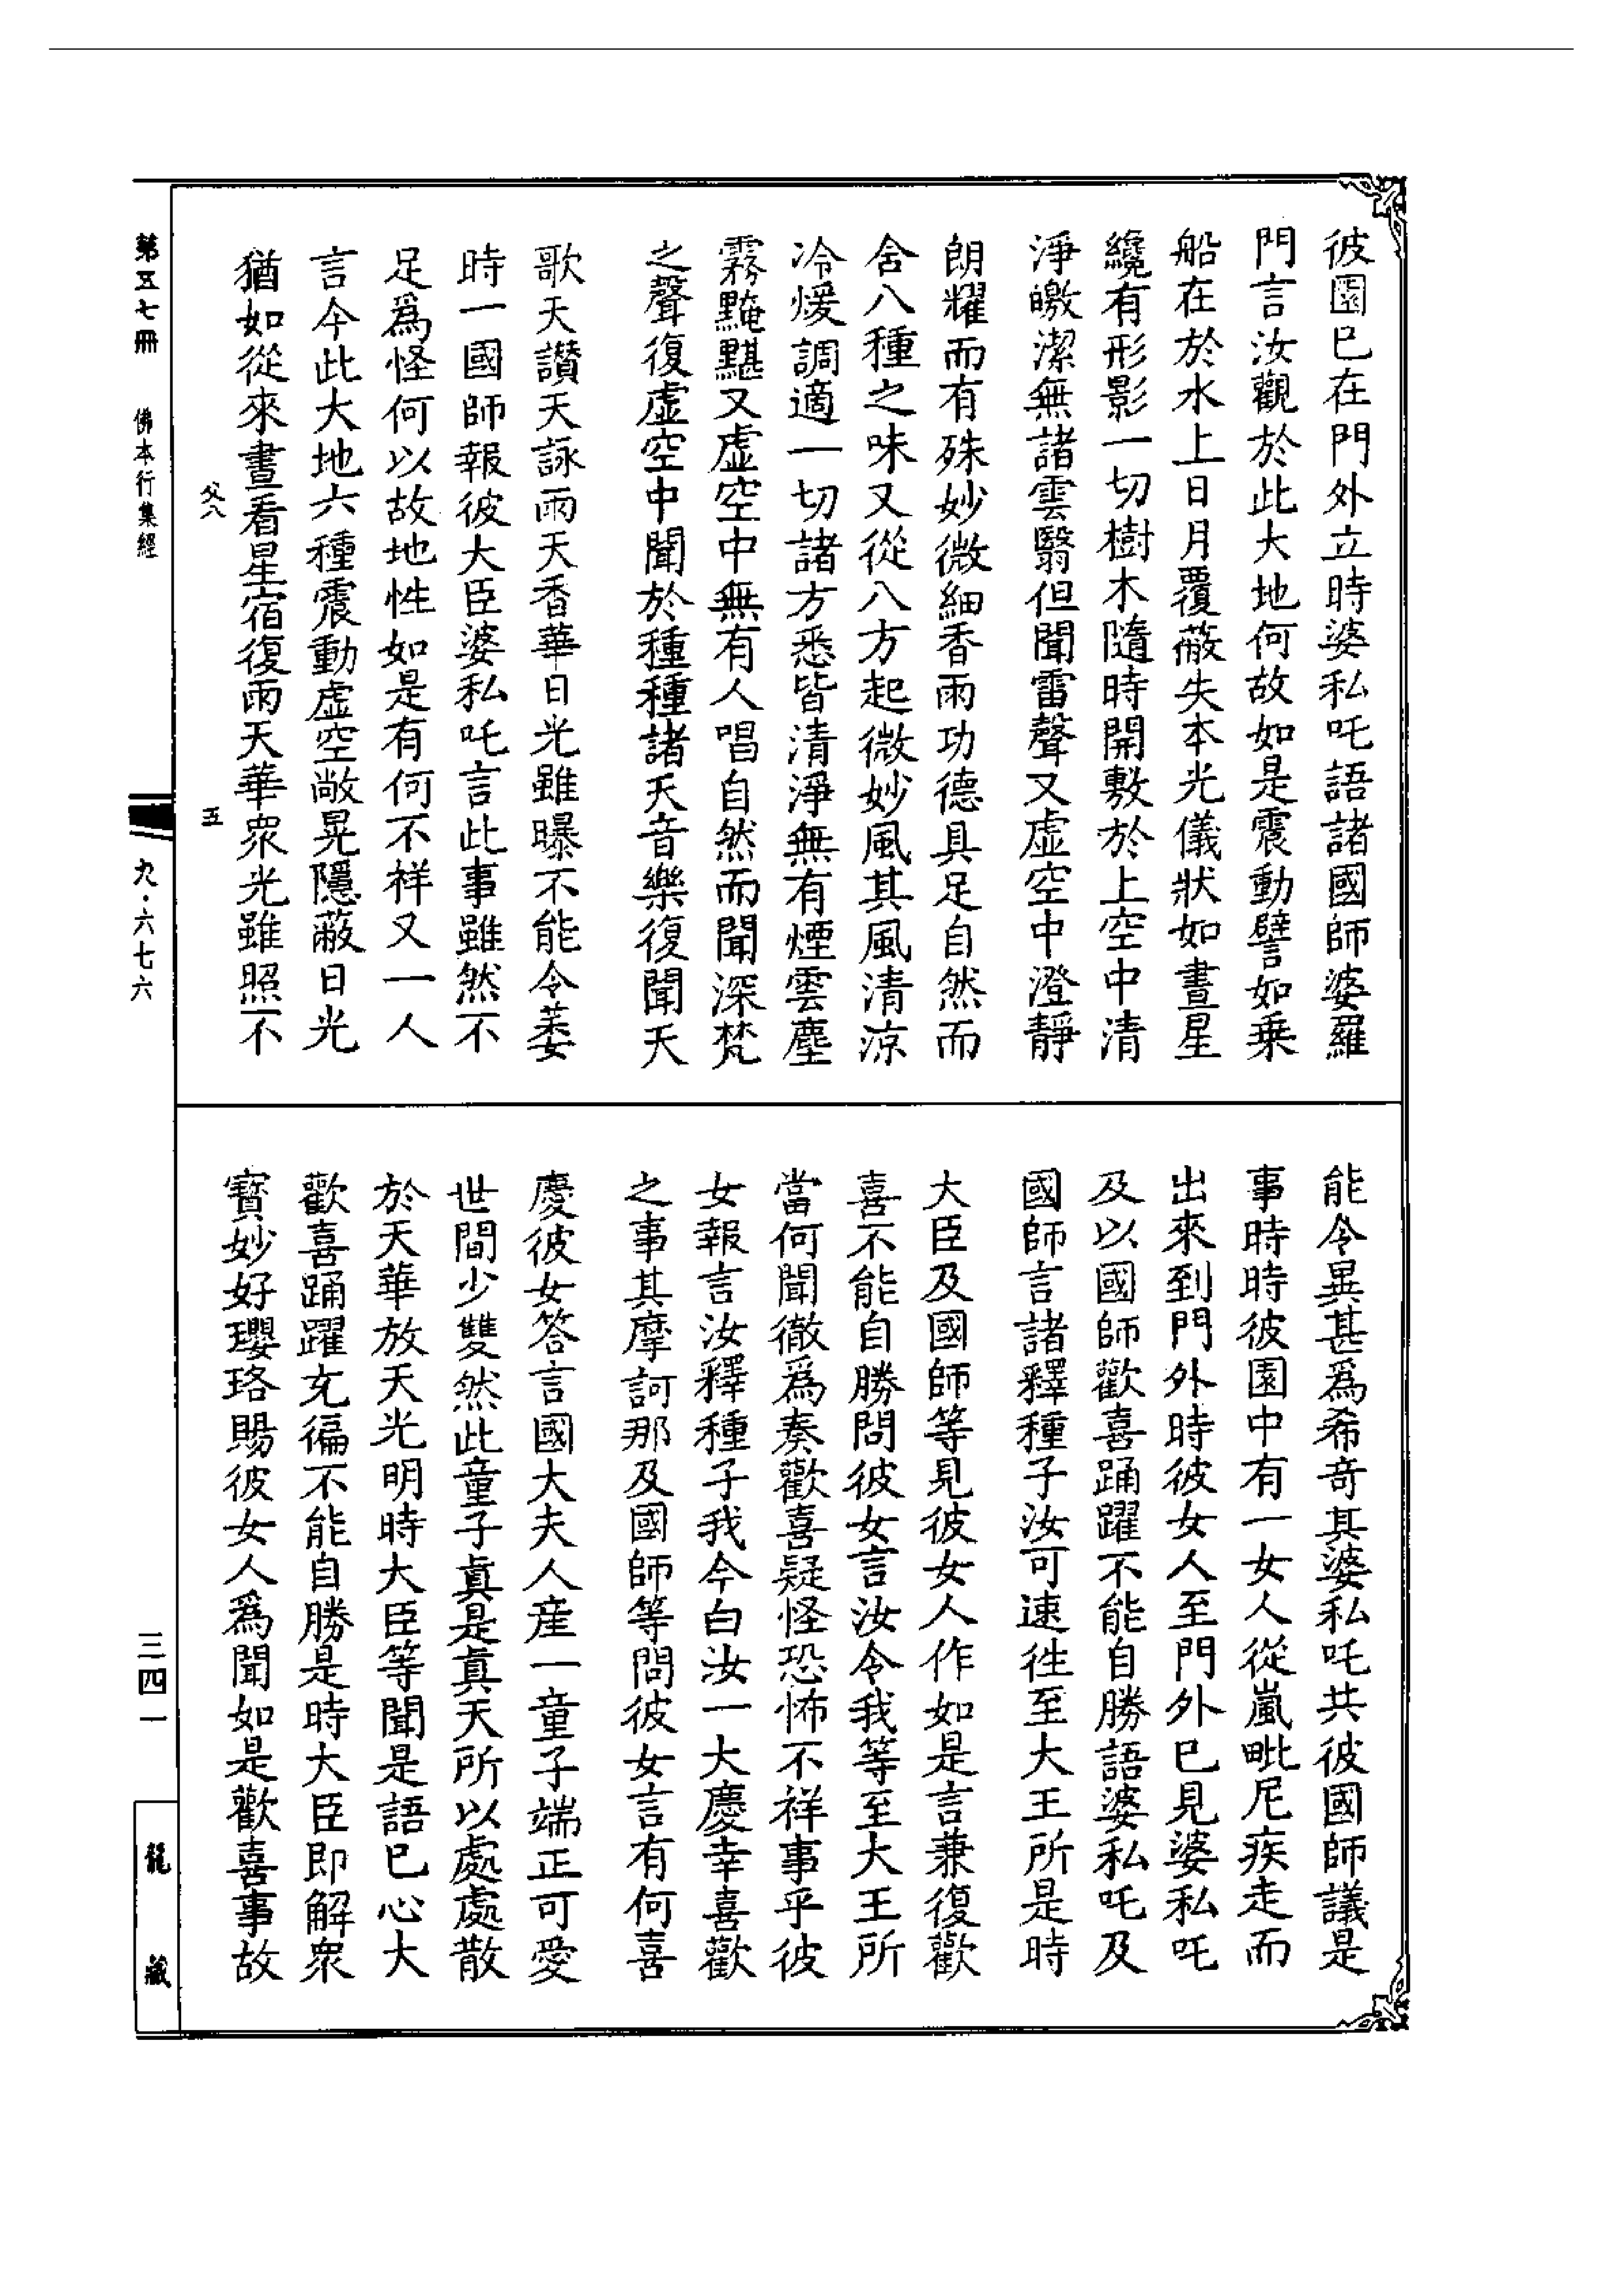 彼園已在門外立時婆私吒語諸國師婆羅
門言汝觀於此大地何故如是震動譬如乗
船在於水上日月覆蔽失本光儀狀如晝星
纔有形影一切樹木隨時開敷於上空中清
淨皦潔無諸雲翳但聞雷聲又虛空中澄靜
朗耀而有殊妙微細香雨功德具足自然而
舍八種之味又從八方起微妙風其風清涼
冷煖調適一切諸方悉皆清淨無有煙雲塵
霧黤黮又虛空中無有人唱自然而聞深梵
之聲復虛空中聞於種種諸天音樂復聞天
歌天讚天詠雨天香華日光雖曝不能令萎
時一國師報彼大臣婆私吒言此事雖然不
足爲怪何以故地性如是有何不祥又一人
言今此大地六種震動虛空敞晃隱蔽日光
猶如從來晝看星宿復雨天華衆光雖照不
能令異甚爲希奇其婆私吒共彼國師議是
事時時彼園中有一女人從嵐毗尼疾走而
出來到門外時彼女人至門外已見婆私吒
及以國師歡喜踊躍不能自勝語婆私吒及
國師言諸釋種子汝可速徃至大王所是時
大臣及國師等見彼女人作如是言兼復歡
喜不能自勝問彼女言汝令我等至大王所
當何聞徹爲奏歡喜疑怪恐怖不祥事乎彼
女報言汝釋種子我今白汝一大慶幸喜歡
之事其摩訶那及國師等問彼女言有何喜
慶彼女答言國大夫人産一童子端正可愛
世間少雙然此童子眞是眞天所以處處散
於天華放天光明時大臣等聞是語已心大
歡喜踊躍充徧不能自勝是時大臣即解衆
寳妙好瓔珞賜彼女人爲聞如是歡喜事故
父八
五
第五七冊 佛本行集經
九·六七六
三四一
龍藏